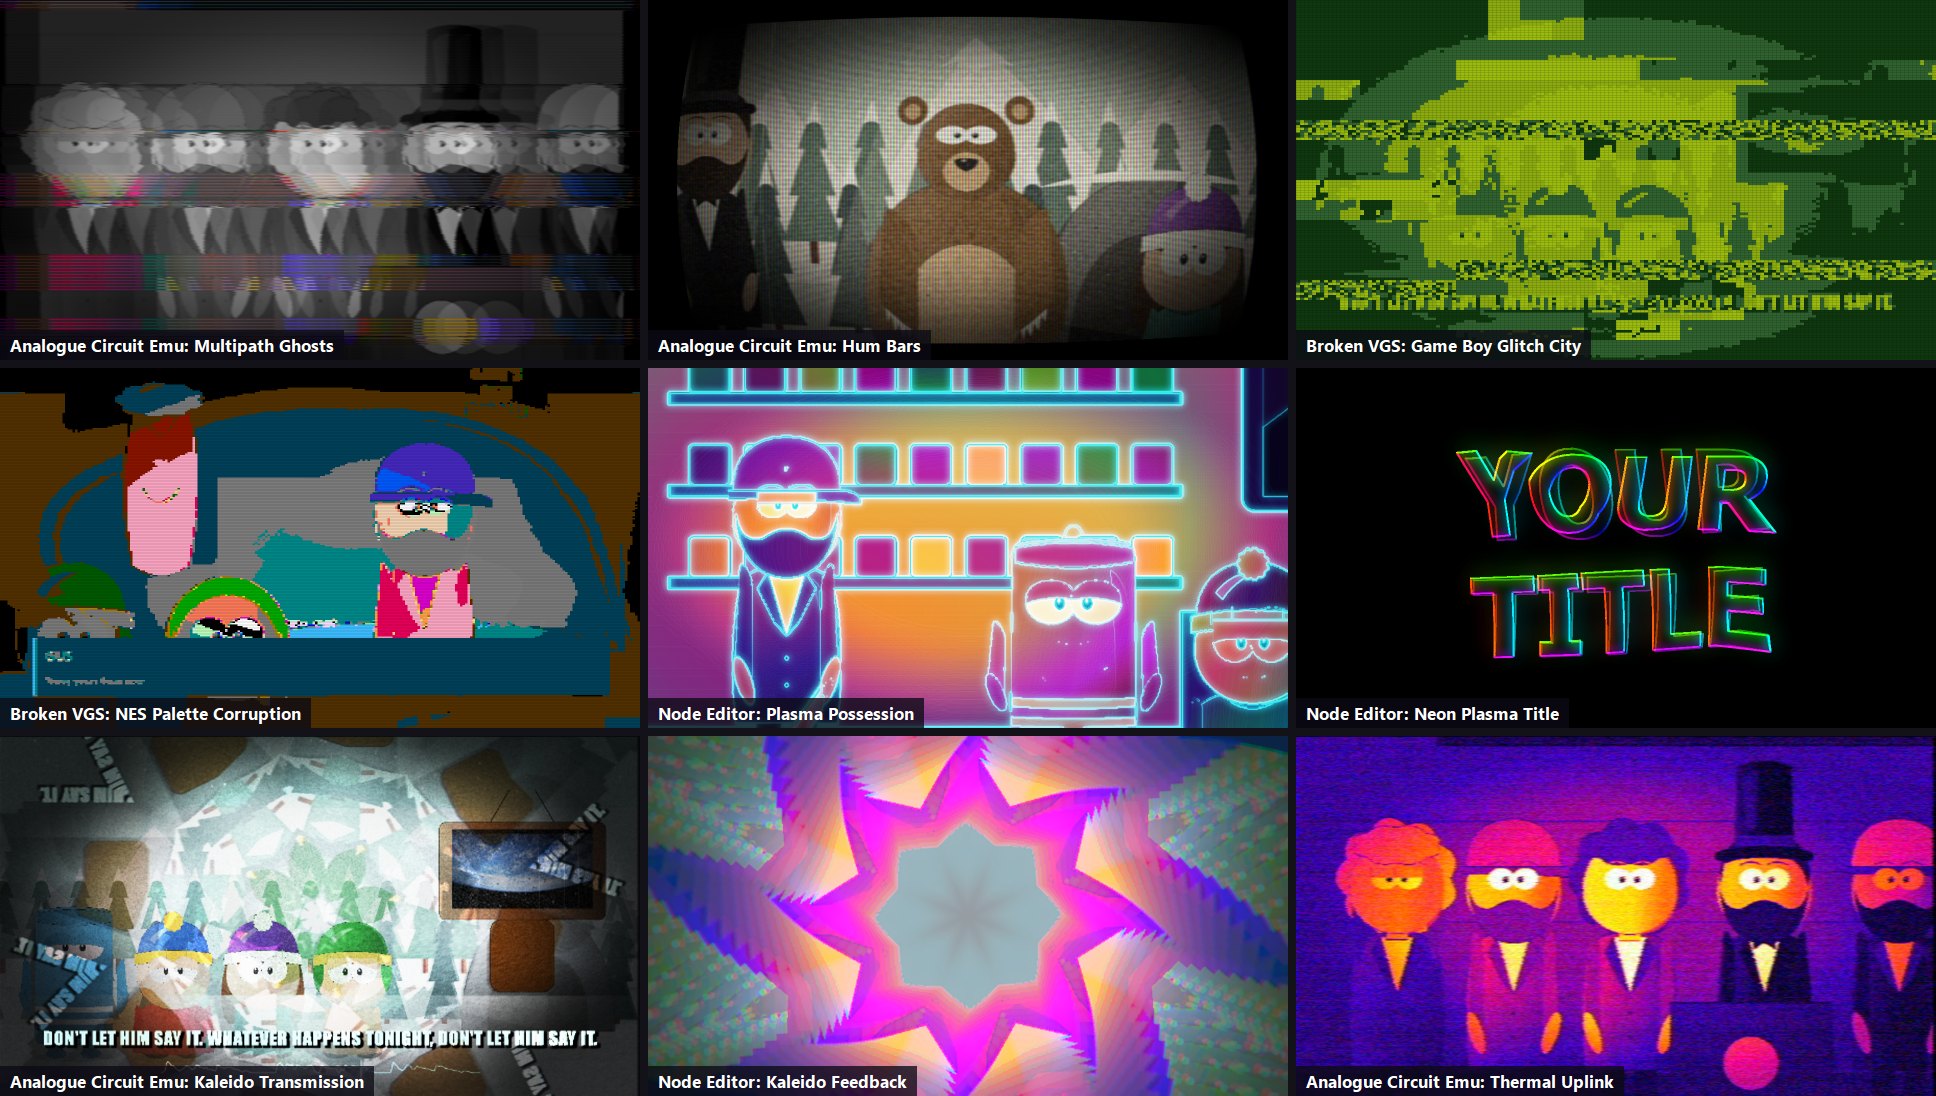 Analogue Circuit Emu: Multipath Ghosts
Analogue Circuit Emu: Hum Bars
Broken VGS: Game Boy Glitch City
Broken VGS: NES Palette Corruption
Node Editor: Plasma Possession
YOUR
TITLE
Node Editor: Neon Plasma Title
DON'T LET HIM SAY IT. WHATEVER HAPPENS TONIGHT, DON'T LET HIM SAY IT.
Analogue Circuit Emu: Kaleido Transmission
Node Editor: Kaleido Feedback
Analogue Circuit Emu: Thermal Uplink